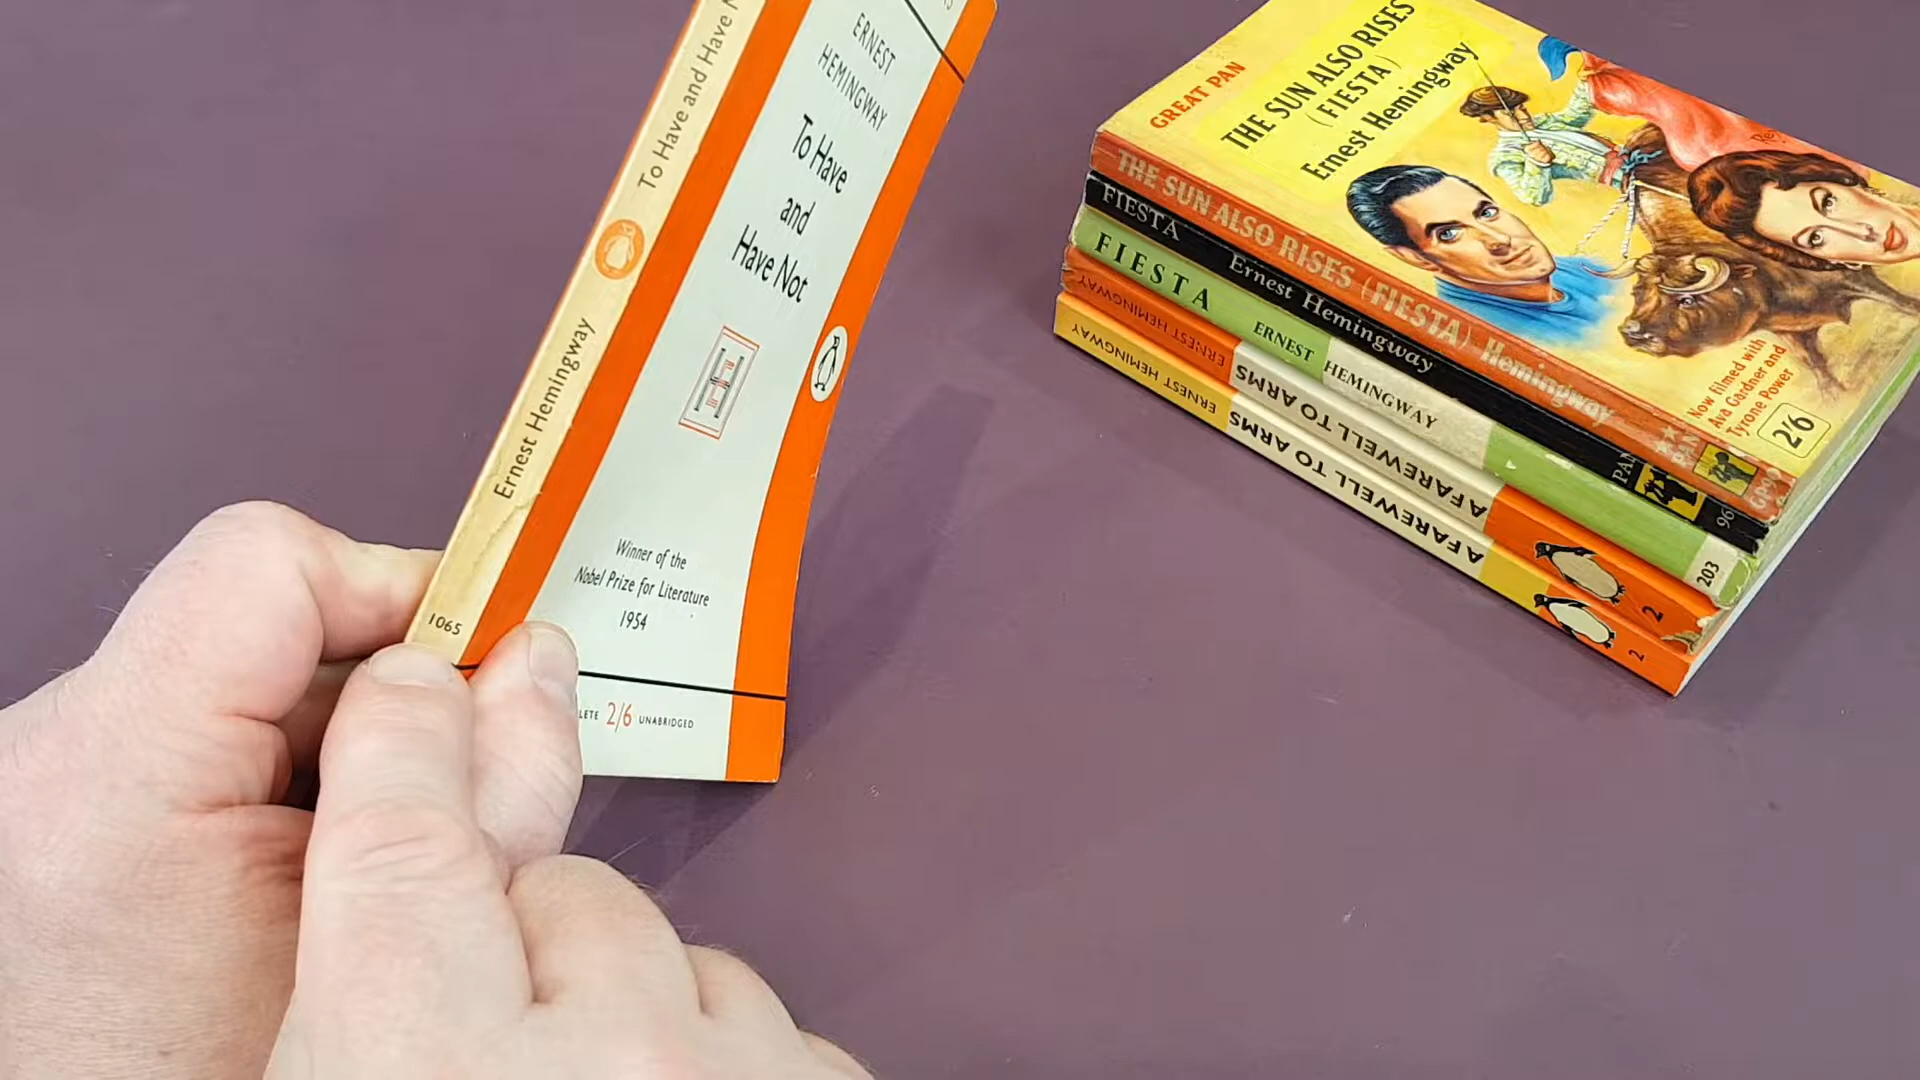 To Have and Have N
Ernest Hemingway
1065
ERNEST
HEMINGWAY
To Have
and
Have Not
H
Winner of the
Nobel Prize for Literature
1954
LETE 2/6 UNABRIDGED
GREAT PAN
THE SUN ALSO RISES
(FIESTA)
Ernest Hemingway
Now filmed with
Ava Gardner and
Tyrone Power
2/6
THE SUN ALSO RISES (FIESTA) Hemingway
FIESTA Ernest Hemingway PAN 96
FIESTA ERNEST HEMINGWAY 203
ERNEST HEMINGWAY A FAREWELL TO ARMS 2
ERNEST HEMINGWAY A FAREWELL TO ARMS 2